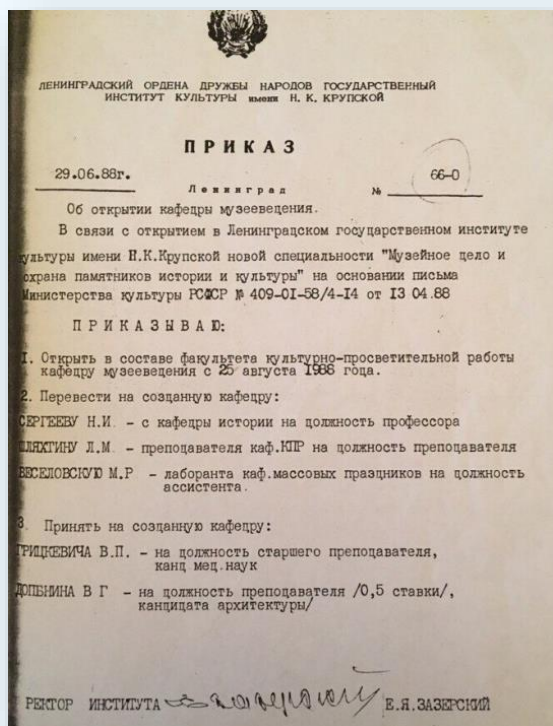 ЛЕНИНГРАДСКИЙ ОРДЕНА ДРУЖБЫ НАРОДОВ ГОСУДАРСТВЕННЫЙ
ИНСТИТУТ КУЛЬТУРЫ имени Н. К. КРУПСКОЙ
ПРИКАЗ
29.06.88г.
Ленинград № 66-0
Об открытии кафедры музееведения.
В связи с открытием в Ленинградском государственном институте
культуры имени Н.К.Крупской новой специальности "Музейное дело и
охрана памятников истории и культуры" на основании письма
Министерства культуры РСФСР № 409-01-58/4-14 от 13 04.88
ПРИКАЗЫВАЮ:
1. Открыть в составе факультета культурно-просветительной работы
кафедру музееведения с 25 августа 1988 года.
2. Перевести на созданную кафедру:
СЕРГЕЕВУ Н.И. - с кафедры истории на должность профессора
ШЛЯХТИНУ Л.М. - преподавателя каф.КПР на должность преподавателя
ВЕСЕЛОВСКУЮ М.Р - лаборанта каф.массовых праздников на должность
ассистента.
3. Принять на созданную кафедру:
ГРИЦКЕВИЧА В.П. - на должность старшего преподавателя,
канд мед.наук
В Г - на должность преподавателя /0,5 ставки/,
кандидата архитектуры/
РЕКТОР ИНСТИТУТА Е.Я.ЗАЗЕРСКИЙ